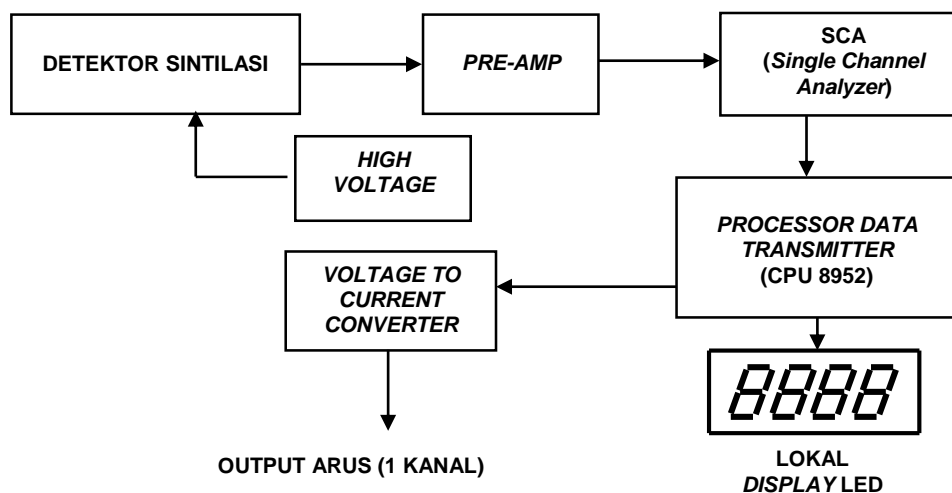 DETEKTOR SINTILASI
PRE-AMP
SCA
(Single Channel
Analyzer)
HIGH
VOLTAGE
PROCESSOR DATA
TRANSMITTER
(CPU 8952)
VOLTAGE TO
CURRENT
CONVERTER
8888
OUTPUT ARUS (1 KANAL)
LOKAL
DISPLAY LED